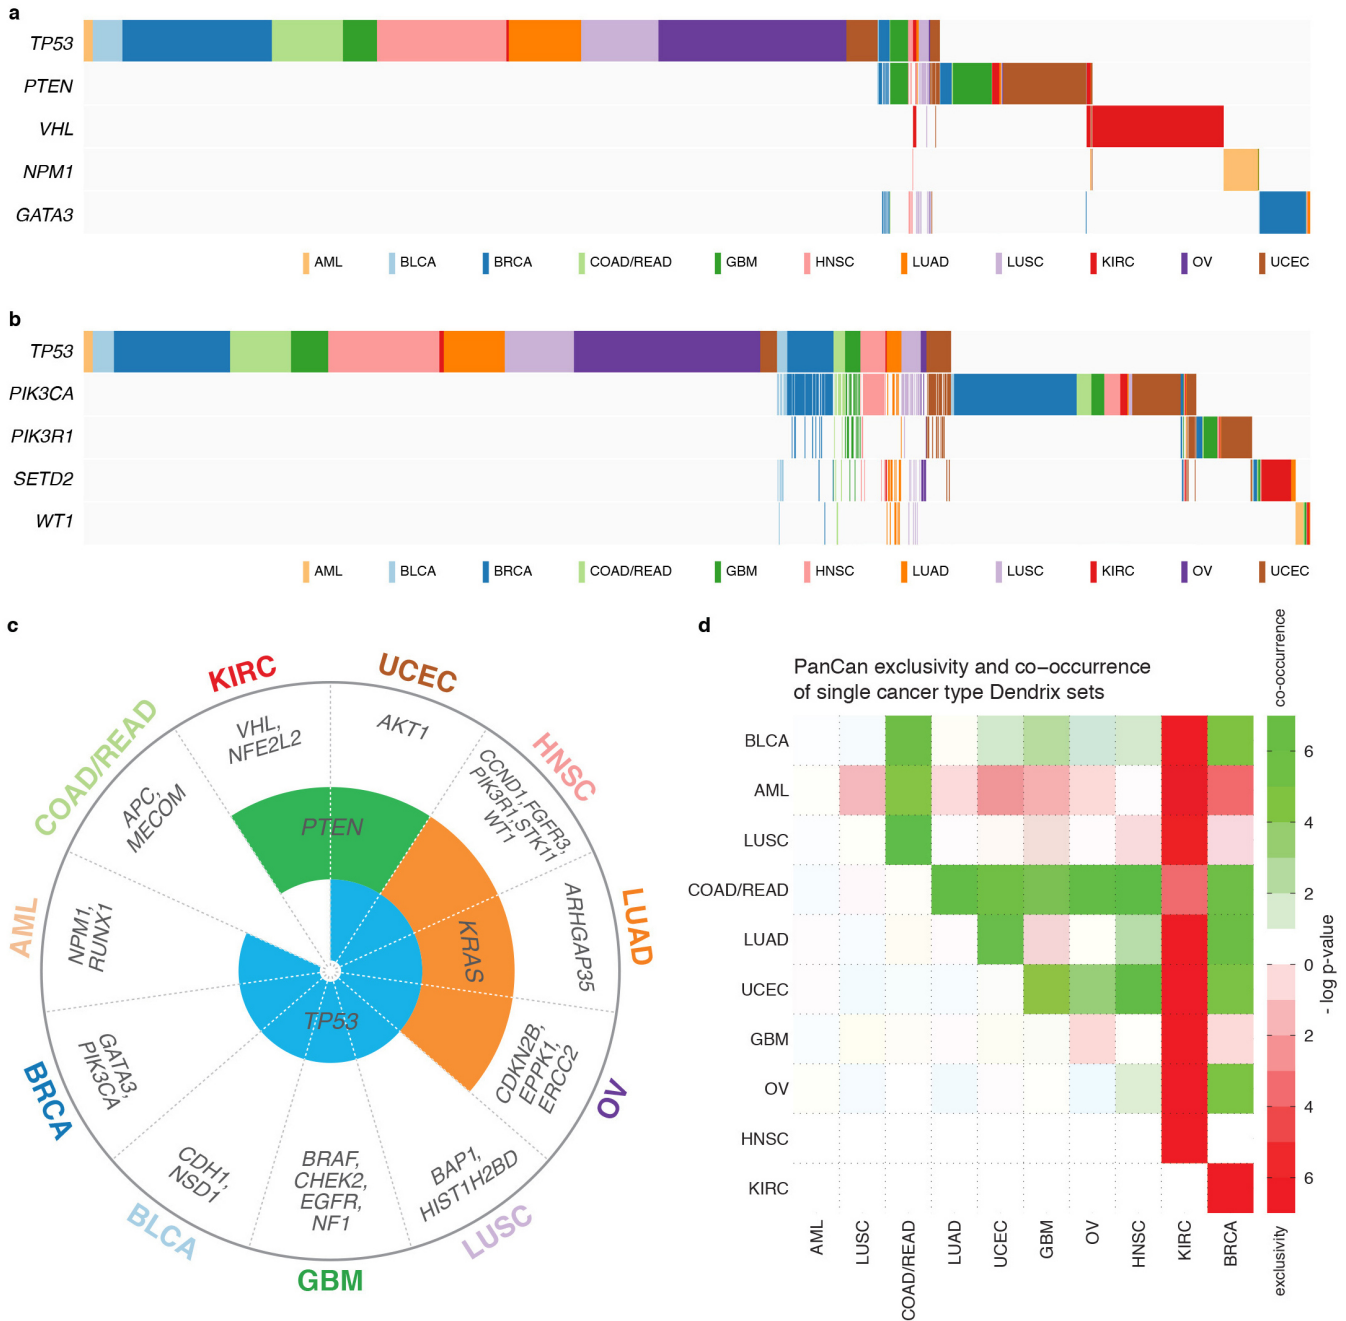 a
TP53
PTEN
VHL
NPM1
GATA3
AML BLCA BRCA COAD/READ GBM HNSC LUAD LUSC KIRC OV UCEC
b
TP53
PIK3CA
PIK3R1
SETD2
WT1
AML BLCA BRCA COAD/READ GBM HNSC LUAD LUSC KIRC OV UCEC
c
KIRC
UCEC
HNSC
LUAD
OV
LUSC
GBM
BLCA
BRCA
AML
COAD/READ
VHL,
NFE2L2
AKT1
CCND1,FGFR3,
PIK3R1,STK11
WT1
ARHGAP35
CDKN2B,
EPPK1,
ERCC2
BAP1,
HIST1H2BD
BRAF,
CHEK2,
EGFR,
NF1
CDH1,
NSD1
GATA3,
PIK3CA
NPM1,
RUNX1
APC,
MECOM
PTEN
KRAS
TP53
d
PanCan exclusivity and co−occurrence
of single cancer type Dendrix sets
BLCA
AML
LUSC
COAD/READ
LUAD
UCEC
GBM
OV
HNSC
KIRC
AML
LUSC
COAD/READ
LUAD
UCEC
GBM
OV
HNSC
KIRC
BRCA
co−occurrence
6
4
2
0
2
4
6
- log p-value
exclusivity